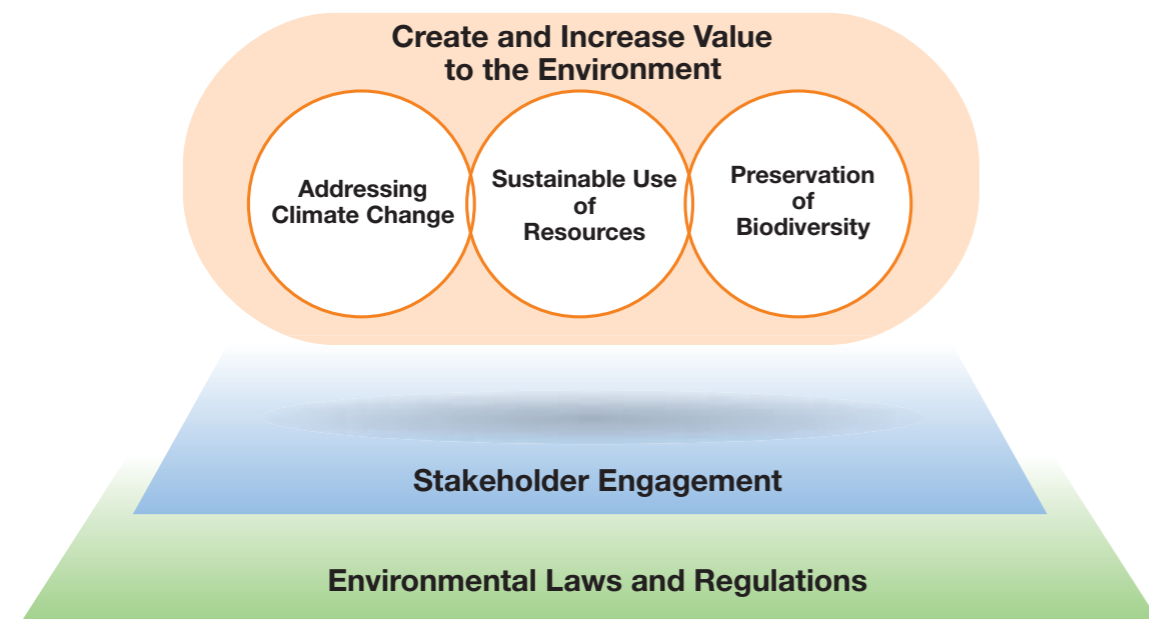 Create and Increase Value
to the Environment
Addressing
Climate Change
Sustainable Use
of
Resources
Preservation
of
Biodiversity
Stakeholder Engagement
Environmental Laws and Regulations